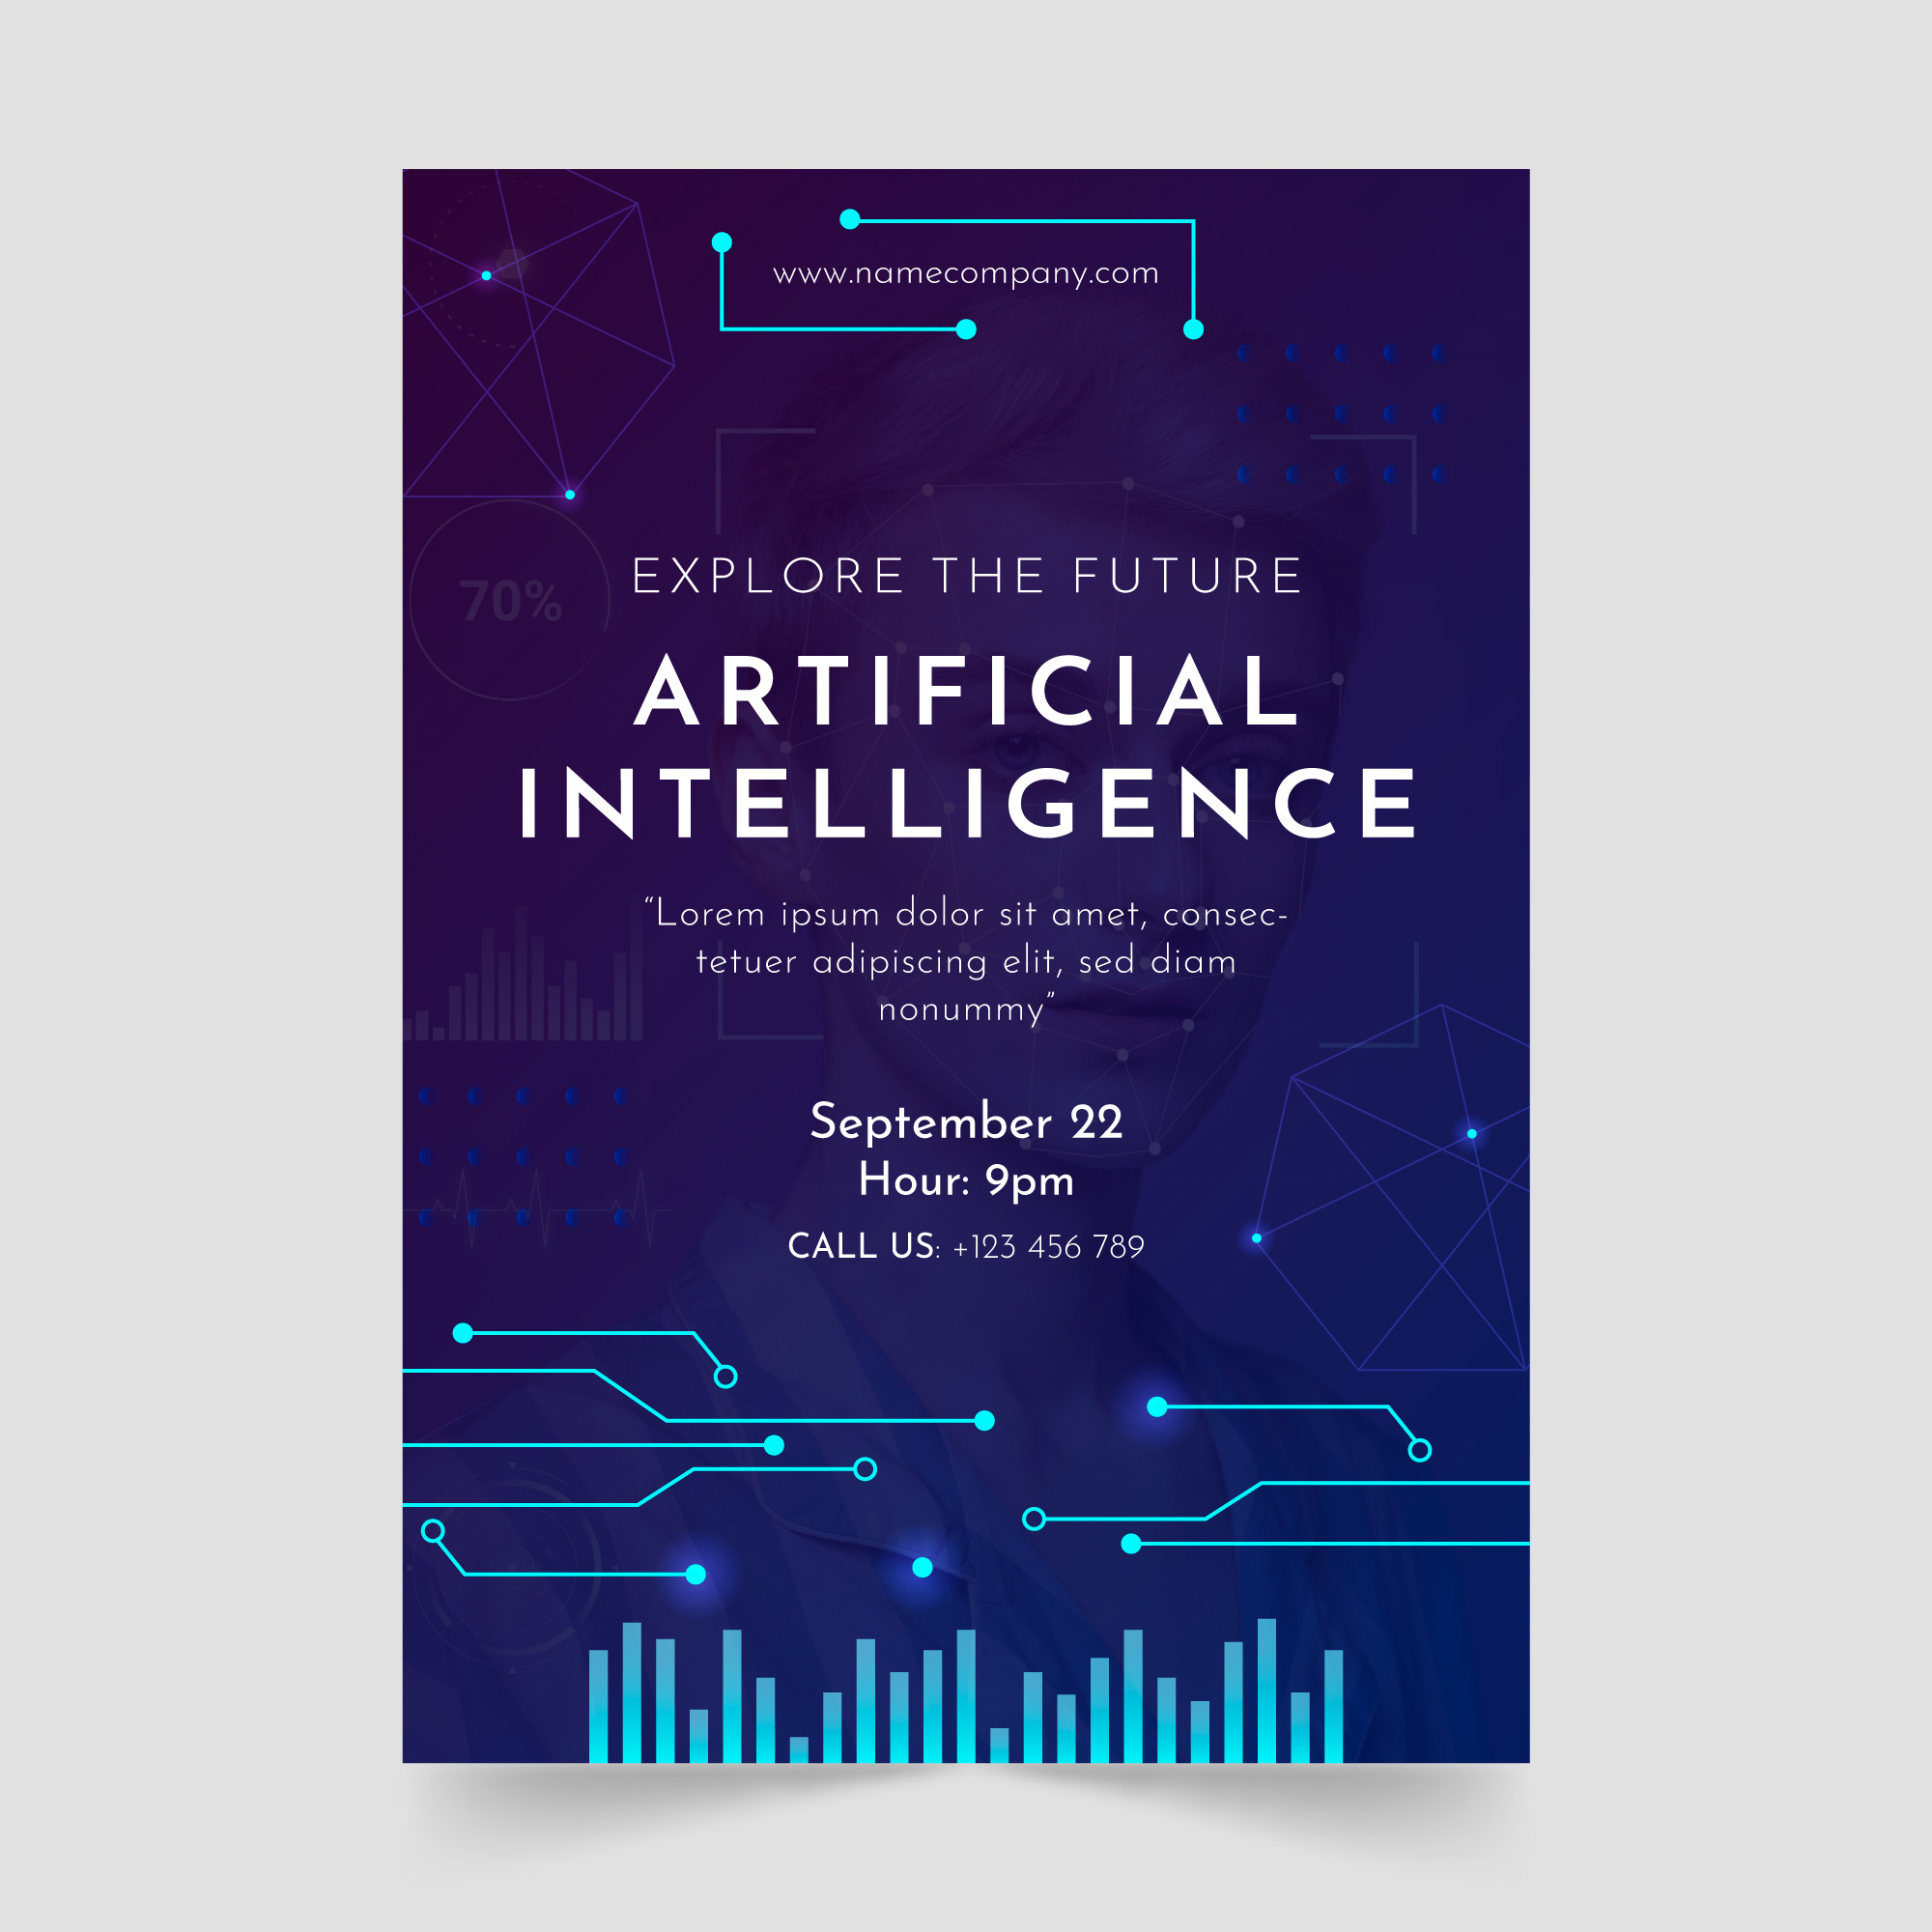 www.namecompany.com
EXPLORE THE FUTURE
70%
ARTIFICIAL
INTELLIGENCE
“Lorem ipsum dolor sit amet, consec-
tetuer adipiscing elit, sed diam
nonummy”
September 22
Hour: 9pm
CALL US: +123 456 789